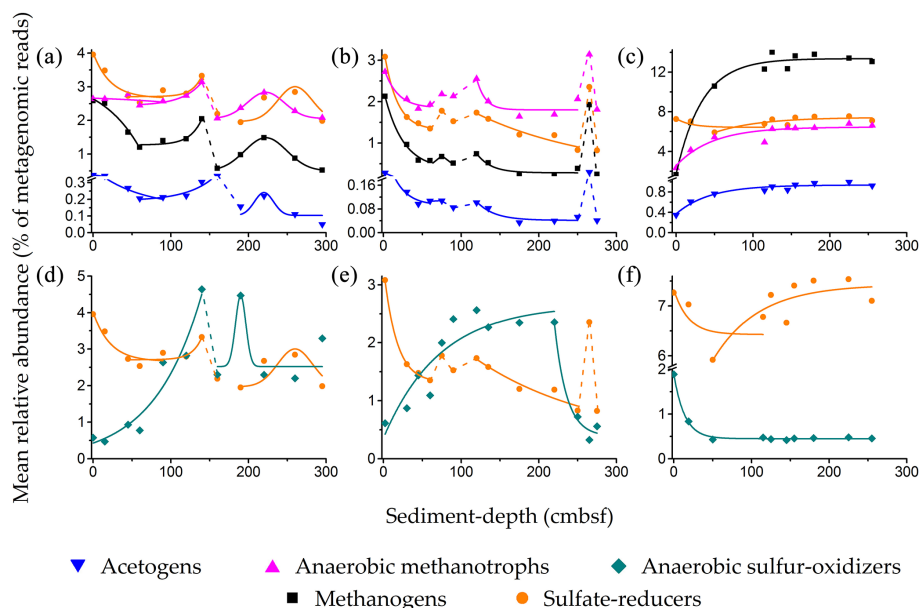 Mean relative abundance (% of metagenomic reads)
(a) (b) (c)
4 3 2 1 0.3 0.2 0.1 0.0
3 2 1 0.16 0.08 0.00
12 8 4 0.8 0.4 0.0
0 100 200 300 0 100 200 300 0 100 200 300
(d) (e) (f)
5 4 3 2 1 0
3 2 1 0
7 6 2 1 0
0 100 200 300 0 100 200 300 0 100 200 300
Sediment-depth (cmbsf)
Acetogens Anaerobic methanotrophs Anaerobic sulfur-oxidizers
Methanogens Sulfate-reducers